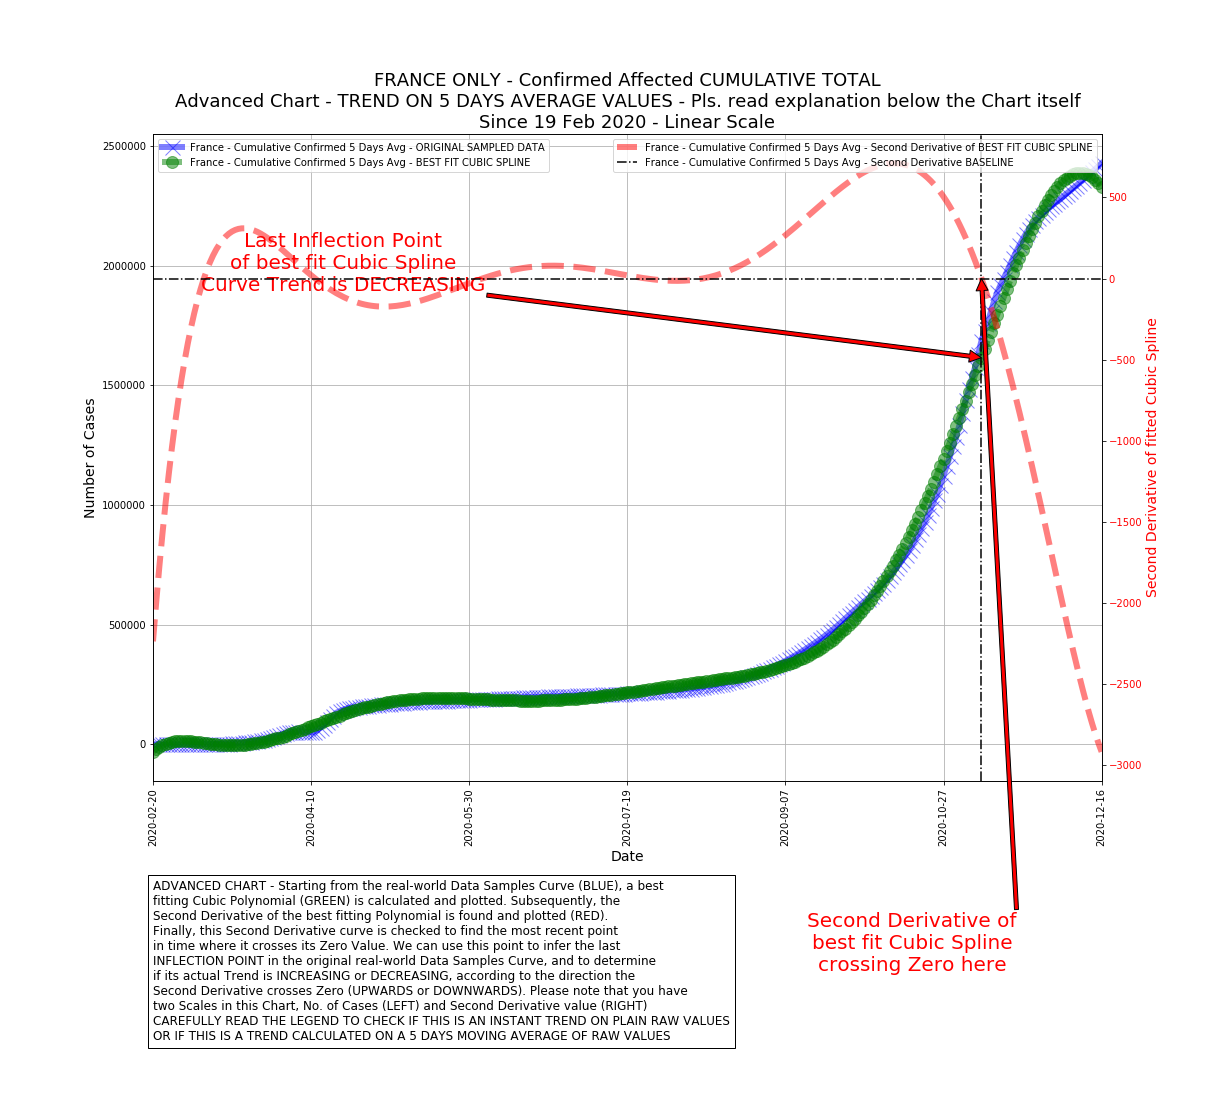 FRANCE ONLY - Confirmed Affected CUMULATIVE TOTAL
Advanced Chart - TREND ON 5 DAYS AVERAGE VALUES - Pls. read explanation below the Chart itself
Since 19 Feb 2020 - Linear Scale
France - Cumulative Confirmed 5 Days Avg - ORIGINAL SAMPLED DATA
France - Cumulative Confirmed 5 Days Avg - BEST FIT CUBIC SPLINE
France - Cumulative Confirmed 5 Days Avg - Second Derivative of BEST FIT CUBIC SPLINE
France - Cumulative Confirmed 5 Days Avg - Second Derivative BASELINE
Last Inflection Point
of best fit Cubic Spline
Curve Trend is DECREASING
Number of Cases
2500000
2000000
1500000
1000000
500000
0
500
0
−500
−1000
−1500
−2000
−2500
−3000
Second Derivative of fitted Cubic Spline
2020-02-20
2020-04-10
2020-05-30
2020-07-19
2020-09-07
2020-10-27
2020-12-16
Date
ADVANCED CHART - Starting from the real-world Data Samples Curve (BLUE), a best
fitting Cubic Polynomial (GREEN) is calculated and plotted. Subsequently, the
Second Derivative of the best fitting Polynomial is found and plotted (RED).
Finally, this Second Derivative curve is checked to find the most recent point
in time where it crosses its Zero Value. We can use this point to infer the last
INFLECTION POINT in the original real-world Data Samples Curve, and to determine
if its actual Trend is INCREASING or DECREASING, according to the direction the
Second Derivative crosses Zero (UPWARDS or DOWNWARDS). Please note that you have
two Scales in this Chart, No. of Cases (LEFT) and Second Derivative value (RIGHT)
CAREFULLY READ THE LEGEND TO CHECK IF THIS IS AN INSTANT TREND ON PLAIN RAW VALUES
OR IF THIS IS A TREND CALCULATED ON A 5 DAYS MOVING AVERAGE OF RAW VALUES
Second Derivative of
best fit Cubic Spline
crossing Zero here